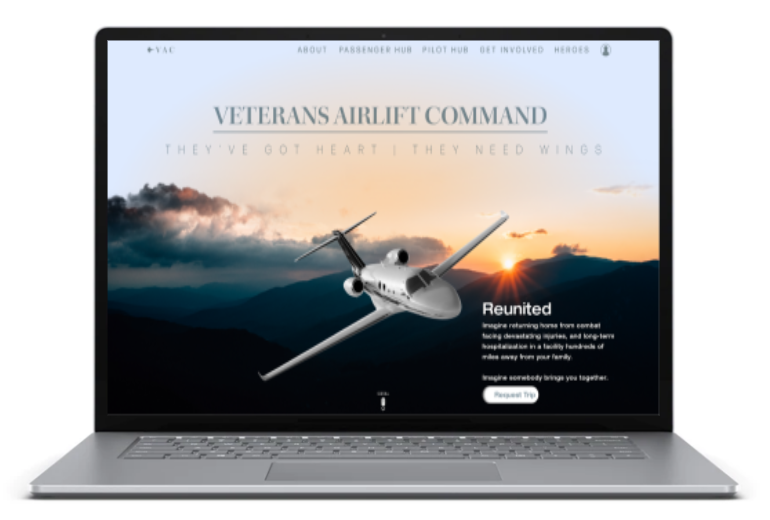 VAC
ABOUT PASSENGER HUB PILOT HUB GET INVOLVED HEROES
VETERANS AIRLIFT COMMAND
THEY'VE GOT HEART | THEY NEED WINGS
Reunited
Imagine returning home from combat
facing devastating injuries, and long-term
hospitalisation in a facility hundreds of
miles away from your family.
Imagine somebody brings you together.
Request Trip